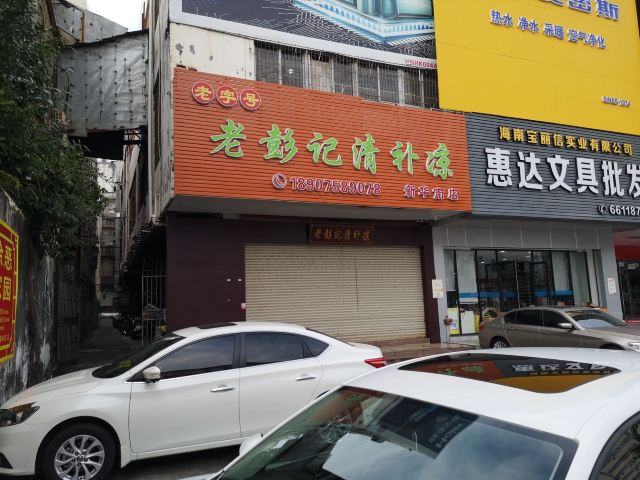 斯
热水 净水 采暖 空气净化
老字号
老彭记清补凉
18907589078 新华南店
老彭记清补凉
海南宝丽信实业有限公司
惠达文具批发
66118